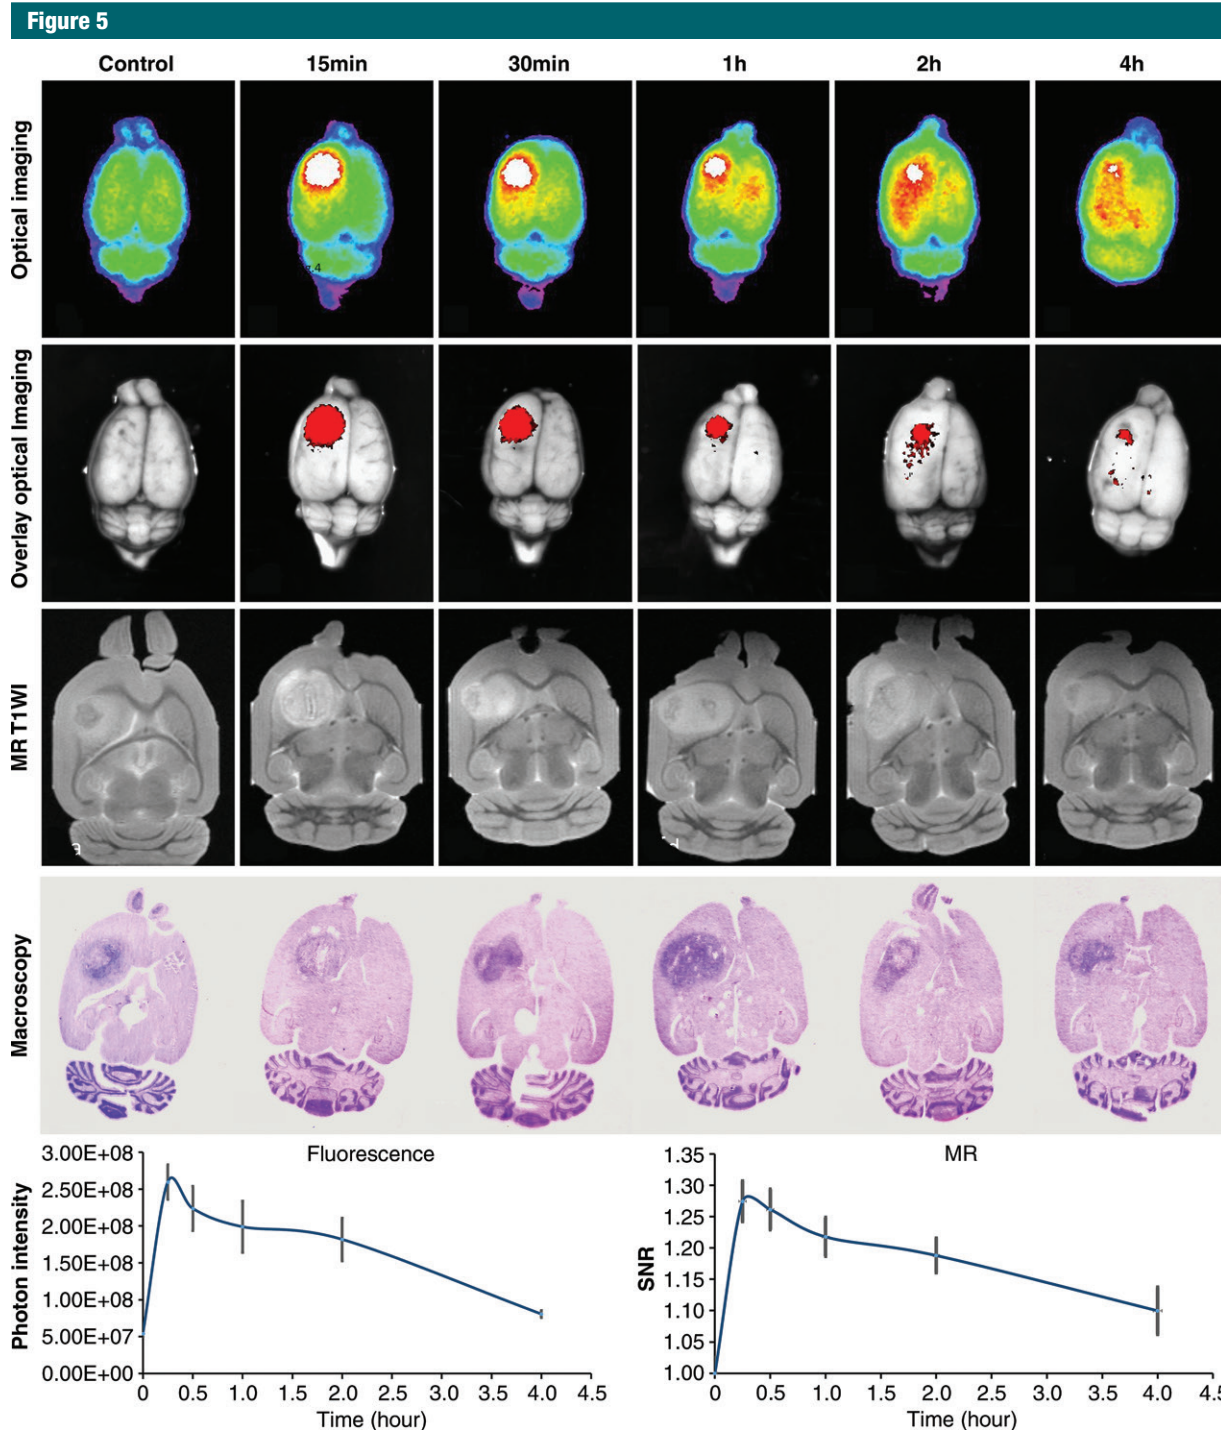 Figure 5
Control 15min 30min 1h 2h 4h
Optical imaging
Overlay optical Imaging
MR T1WI
Macroscopy
Fluorescence
Photon intensity
3.00E+08
2.50E+08
2.00E+08
1.50E+08
1.00E+08
5.00E+07
0.00E+00
0 0.5 1.0 1.5 2.0 2.5 3.0 3.5 4.0 4.5
Time (hour)
MR
SNR
1.35
1.30
1.25
1.20
1.15
1.10
1.05
1.00
0 0.5 1.0 1.5 2.0 2.5 3.0 3.5 4.0
Time (hour)